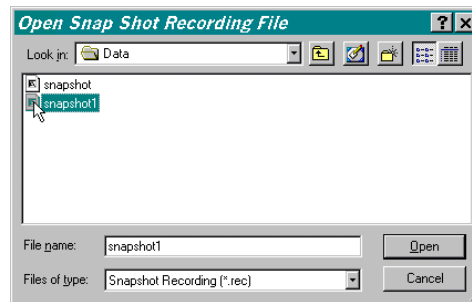 Open Snap Shot Recording File
Look in: Data
snapshot
snapshot1
File name: snapshot1 Open
Files of type: Snapshot Recording (*.rec) Cancel